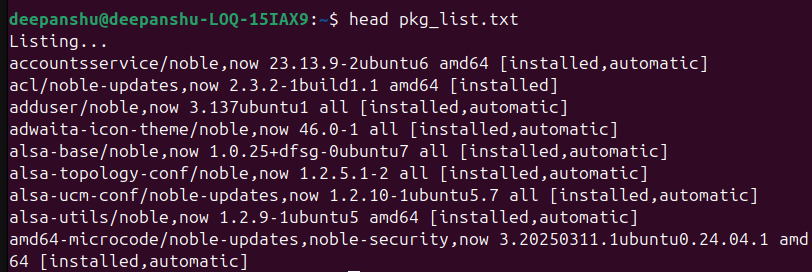 deepanshu@deepanshu-LOQ-15IAX9:~$ head pkg_list.txt
Listing...
accountsservice/noble,now 23.13.9-2ubuntu6 amd64 [installed,automatic]
acl/noble-updates,now 2.3.2-1build1.1 amd64 [installed]
adduser/noble,now 3.137ubuntu1 all [installed,automatic]
adwaita-icon-theme/noble,now 46.0-1 all [installed,automatic]
alsa-base/noble,now 1.0.25+dfsg-0ubuntu7 all [installed,automatic]
alsa-topology-conf/noble,now 1.2.5.1-2 all [installed,automatic]
alsa-ucm-conf/noble-updates,now 1.2.10-1ubuntu5.7 all [installed,automatic]
alsa-utils/noble,now 1.2.9-1ubuntu5 amd64 [installed,automatic]
amd64-microcode/noble-updates,noble-security,now 3.20250311.1ubuntu0.24.04.1 amd
64 [installed,automatic]